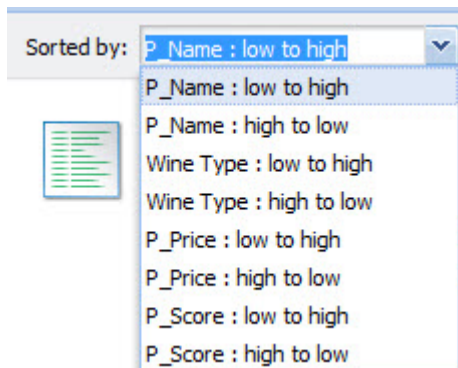 Sorted by: P_Name : low to high
P_Name : low to high
P_Name : high to low
Wine Type : low to high
Wine Type : high to low
P_Price : low to high
P_Price : high to low
P_Score : low to high
P_Score : high to low